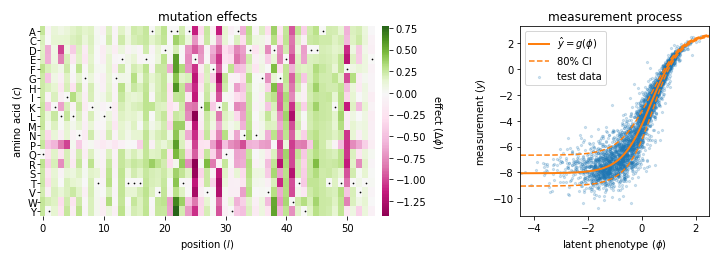 mutation effects
amino acid (c)
A
C
D
E
F
G
H
I
K
L
M
N
P
Q
R
S
T
V
W
Y
0
10
20
30
40
50
position (l)
0.75
0.50
0.25
0.00
−0.25
−0.50
−0.75
−1.00
−1.25
effect (Δϕ)
measurement process
measurement (y)
2
0
−2
−4
−6
−8
−10
ŷ = g(ϕ)
80% CI
test data
−4
−2
0
2
latent phenotype (ϕ)